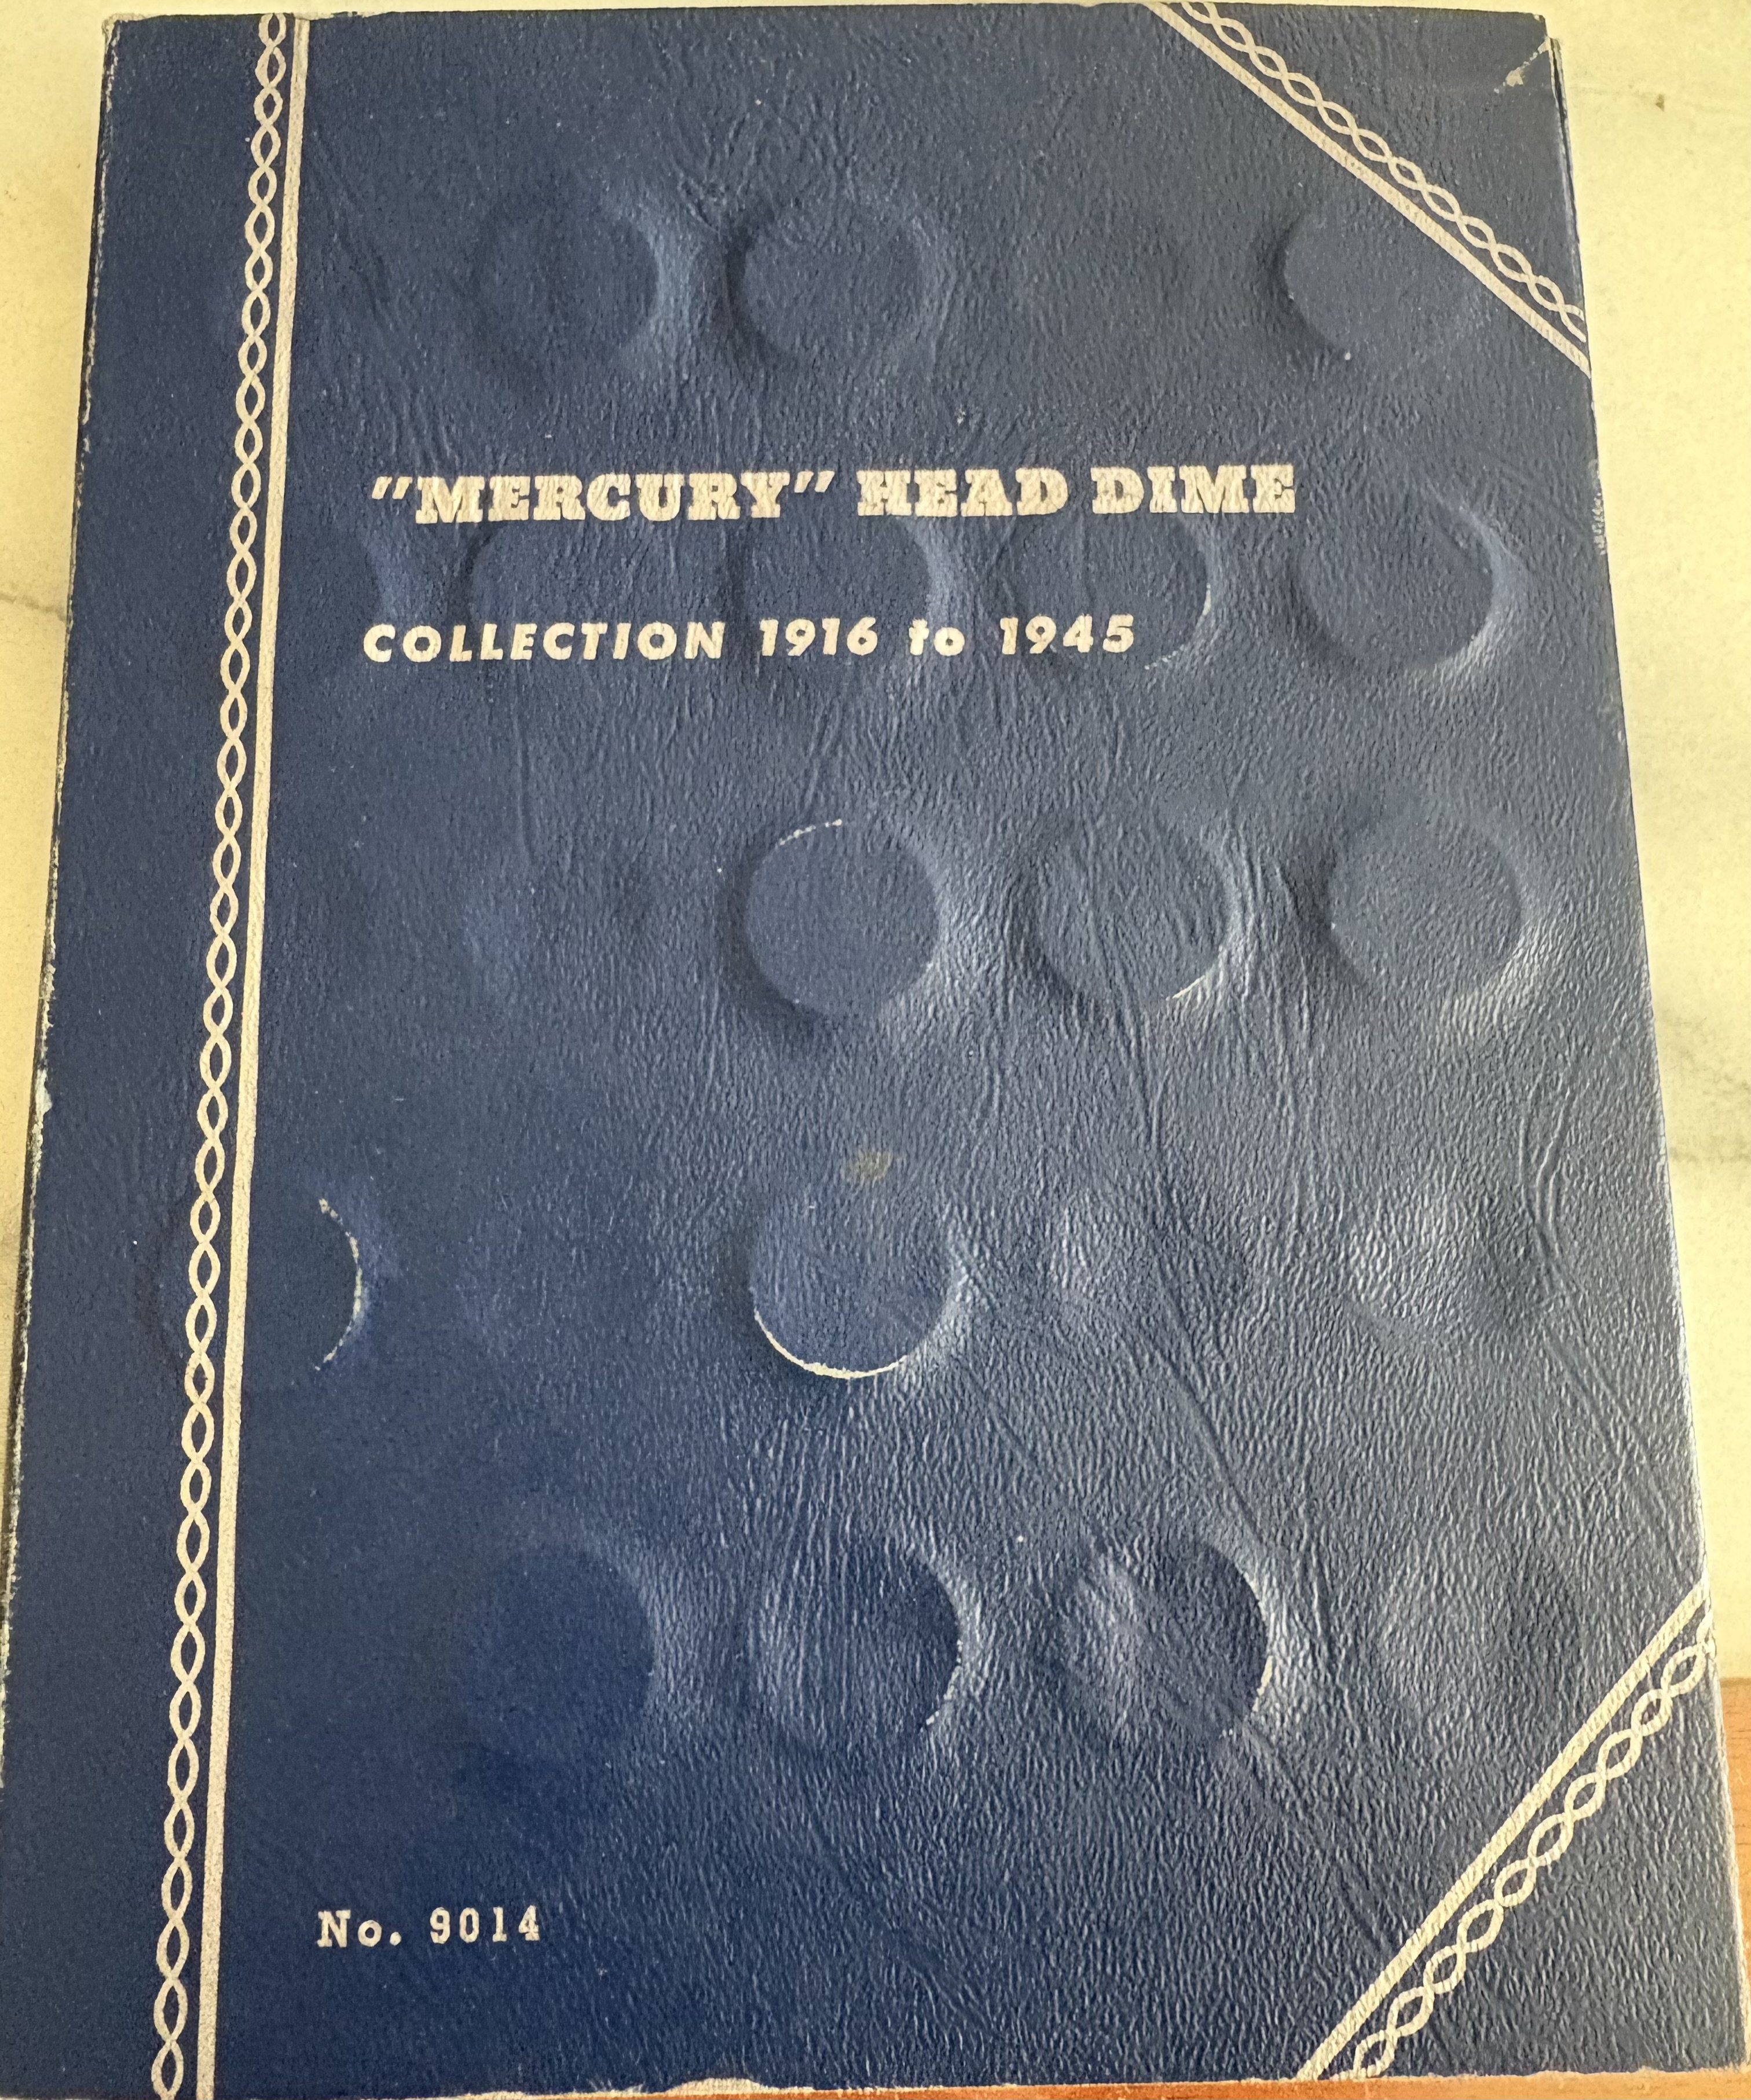 "MERCURY" HEAD DIME
COLLECTION 1916 to 1945
No. 9014